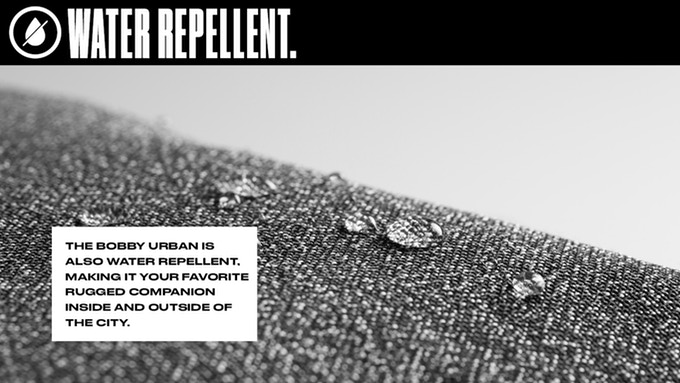 WATER REPELLENT.
THE BOBBY URBAN IS
ALSO WATER REPELLENT,
MAKING IT YOUR FAVORITE
RUGGED COMPANION
INSIDE AND OUTSIDE OF
THE CITY.